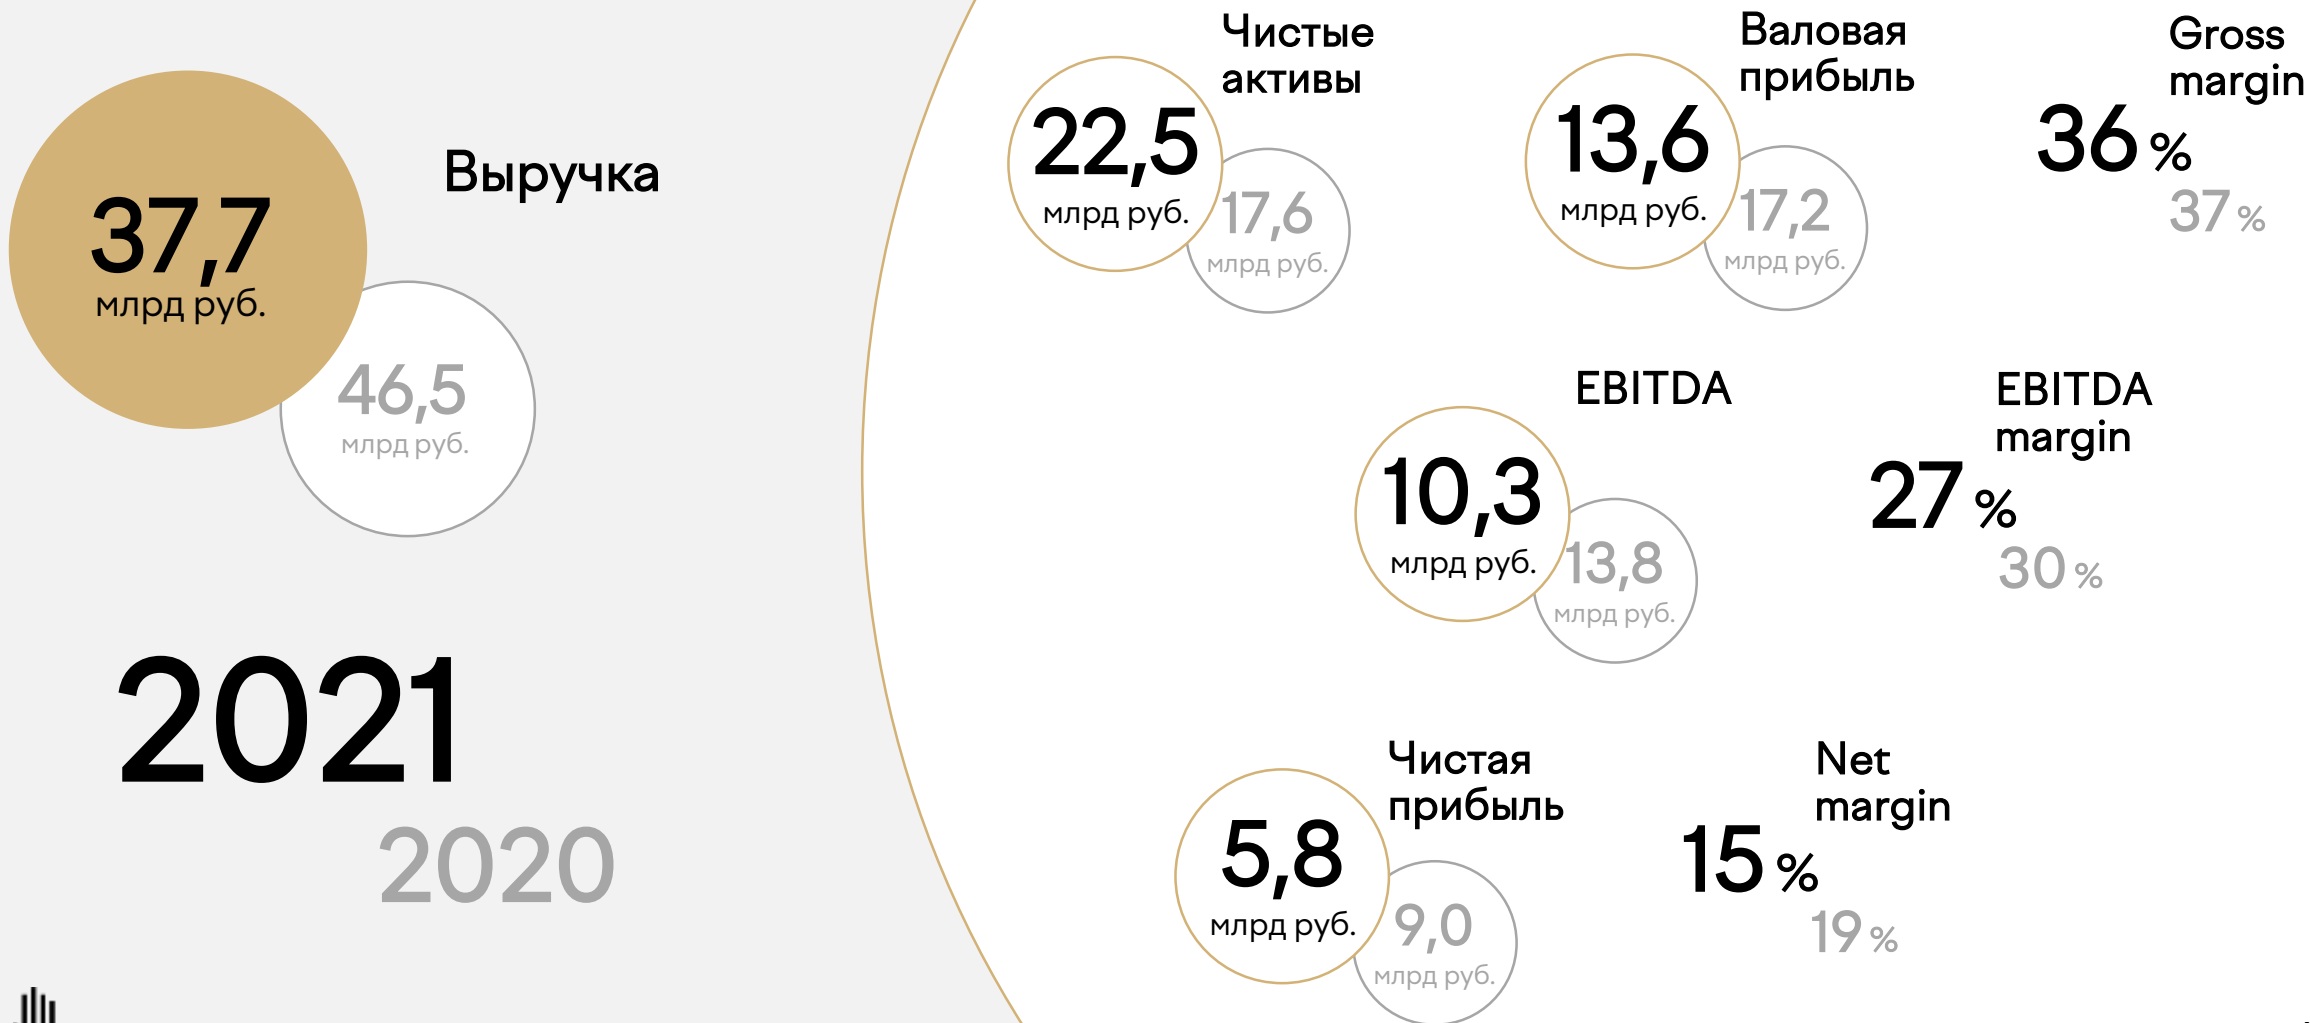 Выручка
37,7
млрд руб.
46,5
млрд руб.
2021
2020
Чистые
активы
22,5
млрд руб.
17,6
млрд руб.
Валовая
прибыль
13,6
млрд руб.
17,2
млрд руб.
Gross
margin
36 %
37 %
EBITDA
10,3
млрд руб.
13,8
млрд руб.
EBITDA
margin
27 %
30 %
Чистая
прибыль
5,8
млрд руб.
9,0
млрд руб.
Net
margin
15 %
19 %